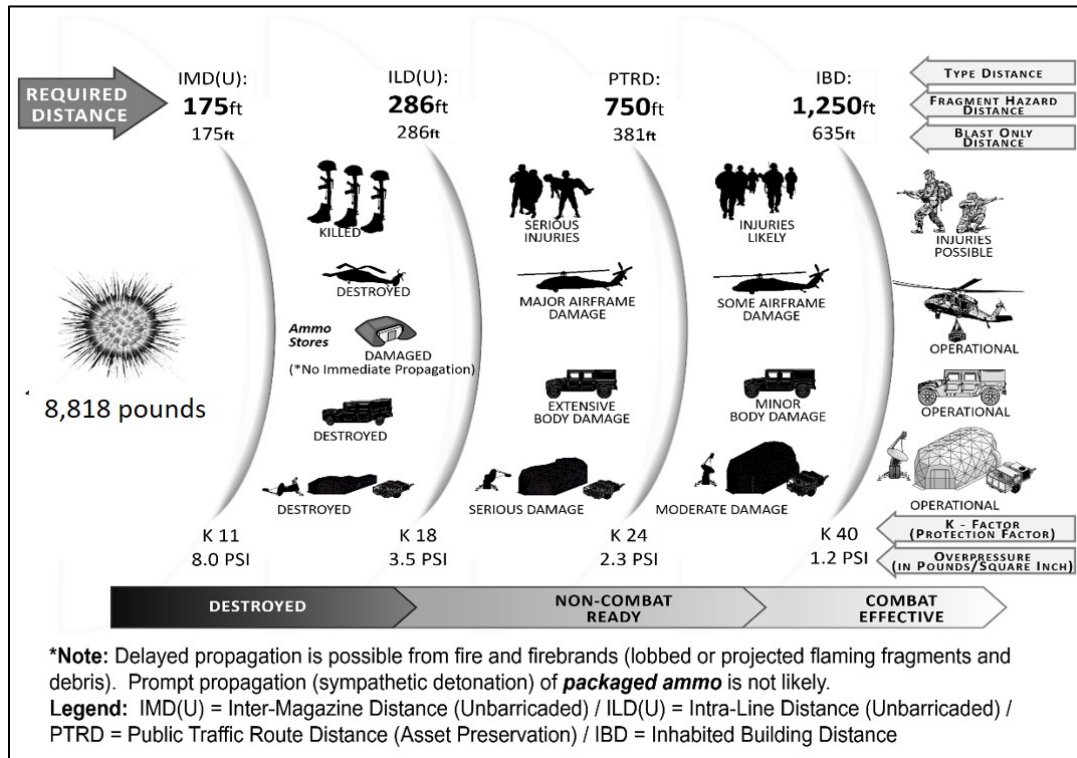 REQUIRED
DISTANCE
IMD(U):
175ft
175ft
ILD(U):
286ft
286ft
PTRD:
750ft
381ft
IBD:
1,250ft
635ft
TYPE DISTANCE
FRAGMENT HAZARD
DISTANCE
BLAST ONLY
DISTANCE
KILLED
SERIOUS
INJURIES
INJURIES
LIKELY
INJURIES
POSSIBLE
DESTROYED
MAJOR AIRFRAME
DAMAGE
SOME AIRFRAME
DAMAGE
OPERATIONAL
Ammo
Stores
DAMAGED
(*No Immediate Propagation)
8,818 pounds
DESTROYED
EXTENSIVE
BODY DAMAGE
MINOR
BODY DAMAGE
OPERATIONAL
DESTROYED
SERIOUS DAMAGE
MODERATE DAMAGE
OPERATIONAL
K 11
8.0 PSI
K 18
3.5 PSI
K 24
2.3 PSI
K 40
1.2 PSI
K - FACTOR
(PROTECTION FACTOR)
OVERPRESSURE
(IN POUNDS/SQUARE INCH)
DESTROYED
NON-COMBAT
READY
COMBAT
EFFECTIVE
*Note: Delayed propagation is possible from fire and firebrands (lobbed or projected flaming fragments and
debris). Prompt propagation (sympathetic detonation) of packaged ammo is not likely.
Legend: IMD(U) = Inter-Magazine Distance (Unbarricaded) / ILD(U) = Intra-Line Distance (Unbarricaded) /
PTRD = Public Traffic Route Distance (Asset Preservation) / IBD = Inhabited Building Distance